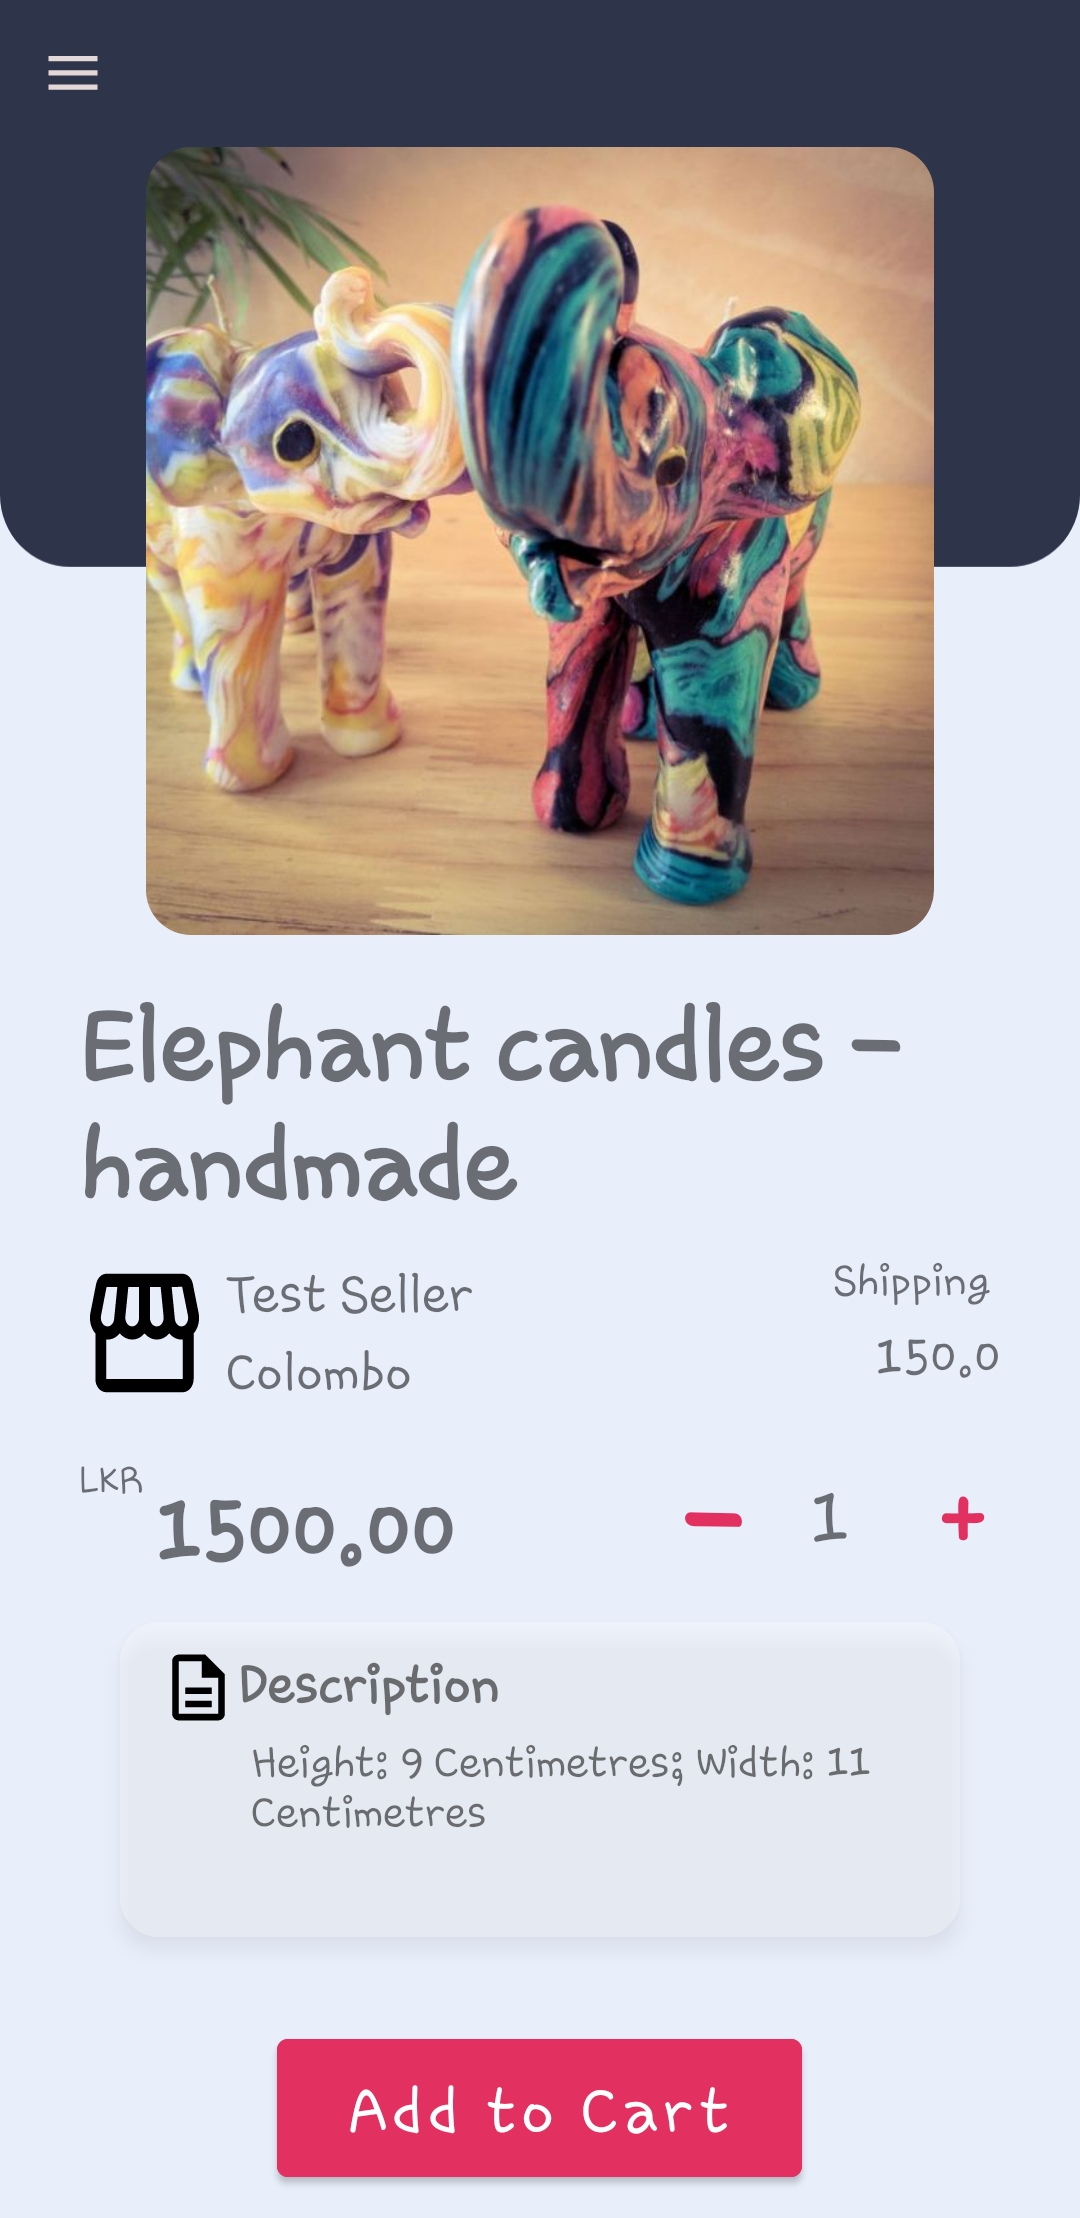 Elephant candles -
handmade
Test Seller
Colombo
Shipping
150.0
LKR
1500.00
- 1 +
Description
Height: 9 Centimetres; Width: 11
Centimetres
Add to Cart